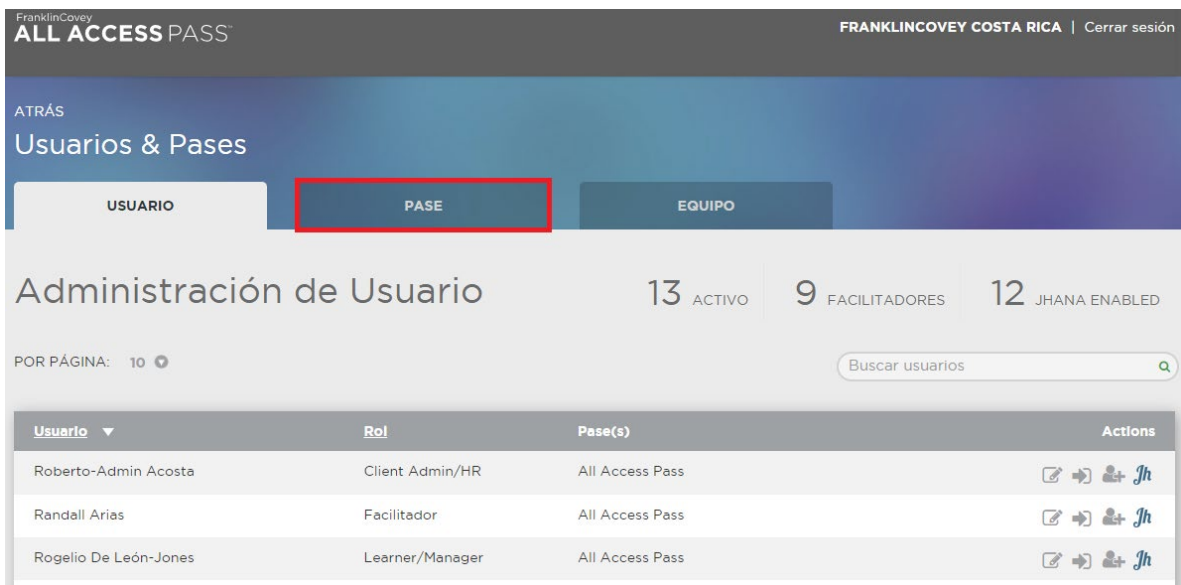 FranklinCovey
ALL ACCESS PASS
FRANKLINCOVEY COSTA RICA | Cerrar sesión
ATRÁS
Usuarios & Pases
USUARIO PASE EQUIPO
Administración de Usuario 13 ACTIVO 9 FACILITADORES 12 JHANA ENABLED
POR PÁGINA: 10 Buscar usuarios
Usuario Rol Pase(s) Actions
Roberto-Admin Acosta Client Admin/HR All Access Pass Jh
Randall Arias Facilitador All Access Pass Jh
Rogelio De León-Jones Learner/Manager All Access Pass Jh